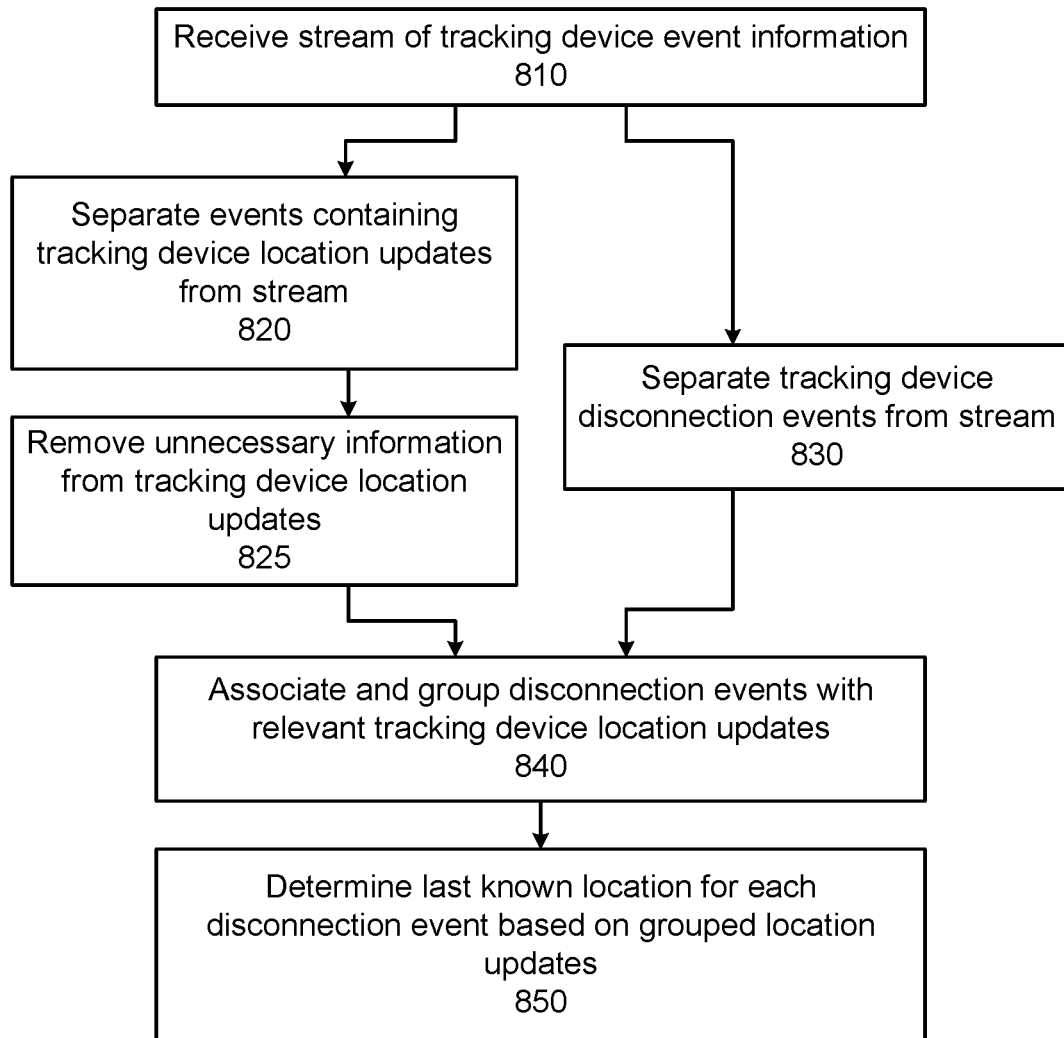 Receive stream of tracking device event information
810
Separate events containing
tracking device location updates
from stream
820
Separate tracking device
disconnection events from stream
830
Remove unnecessary information
from tracking device location
updates
825
Associate and group disconnection events with
relevant tracking device location updates
840
Determine last known location for each
disconnection event based on grouped location
updates
850